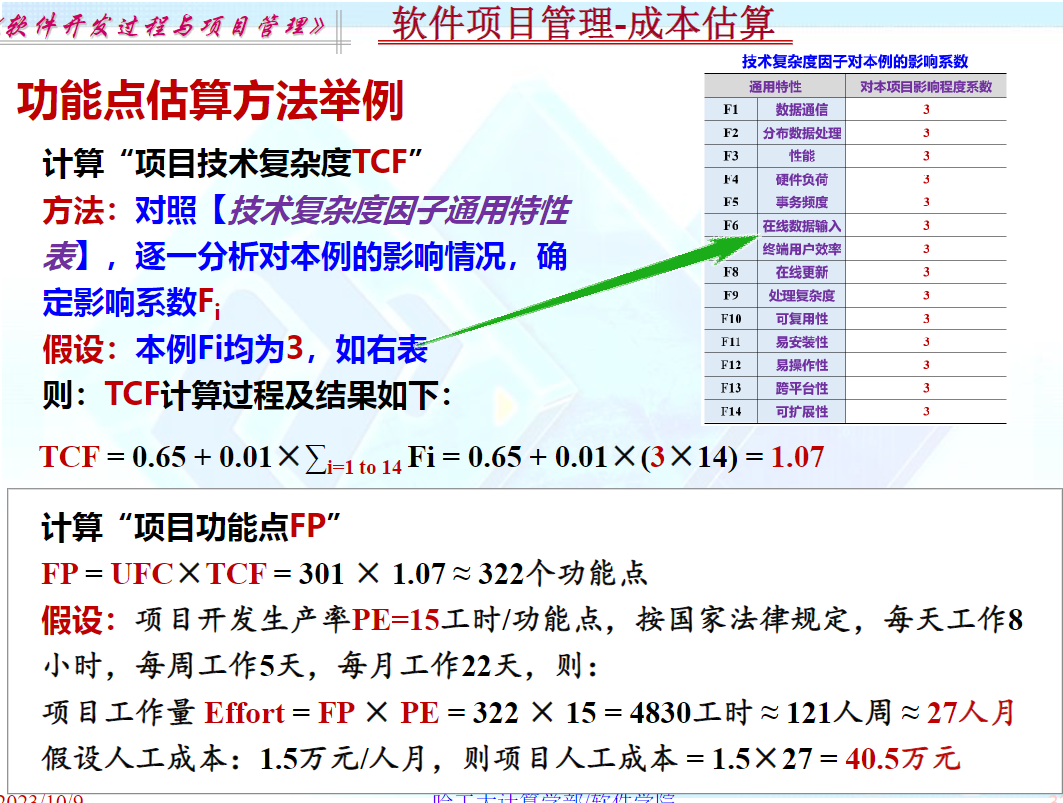 《软件开发过程与项目管理》
软件项目管理-成本估算
功能点估算方法举例
计算“项目技术复杂度TCF”
方法：对照【技术复杂度因子通用特性
表】，逐一分析对本例的影响情况，确
定影响系数Fi
假设：本例Fi均为3，如右表
则：TCF计算过程及结果如下：
技术复杂度因子对本例的影响系数
通用特性 对本项目影响程度系数
F1 数据通信 3
F2 分布数据处理 3
F3 性能 3
F4 硬件负荷 3
F5 事务频度 3
F6 在线数据输入 3
终端用户效率 3
F8 在线更新 3
F9 处理复杂度 3
F10 可复用性 3
F11 易安装性 3
F12 易操作性 3
F13 跨平台性 3
F14 可扩展性 3
TCF = 0.65 + 0.01×∑i=1 to 14 Fi = 0.65 + 0.01×(3×14) = 1.07
计算“项目功能点FP”
FP = UFC×TCF = 301 × 1.07 ≈ 322个功能点
假设：项目开发生产率PE=15工时/功能点，按国家法律规定，每天工作8
小时，每周工作5天，每月工作22天，则：
项目工作量 Effort = FP × PE = 322 × 15 = 4830工时 ≈ 121人周 ≈ 27人月
假设人工成本：1.5万元/人月，则项目人工成本 = 1.5×27 = 40.5万元
2023/10/9
哈工大计算学部/软件学院